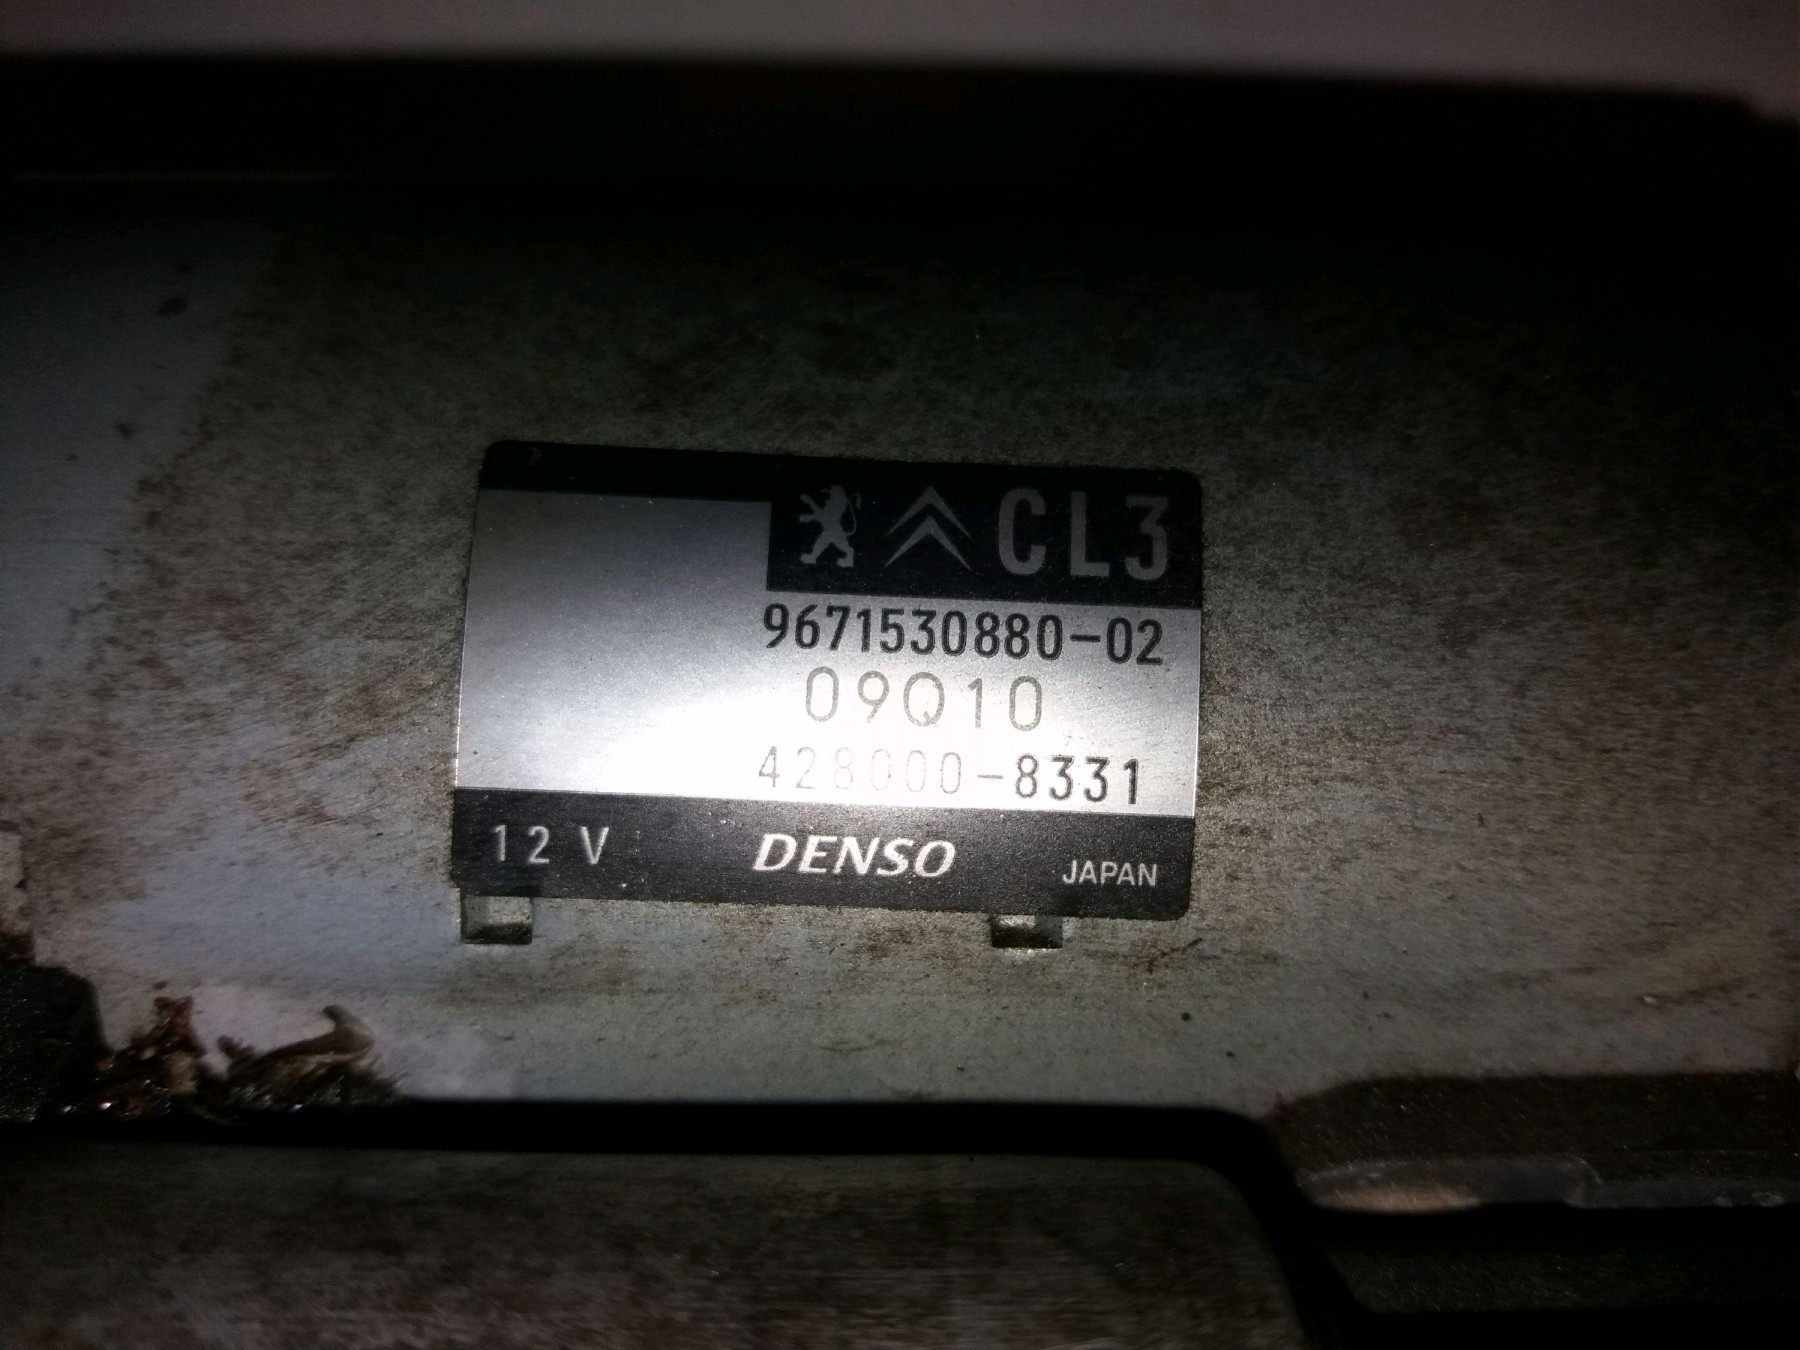 CL3
9671530880-02
09Q10
428000-8331
12 V DENSO JAPAN